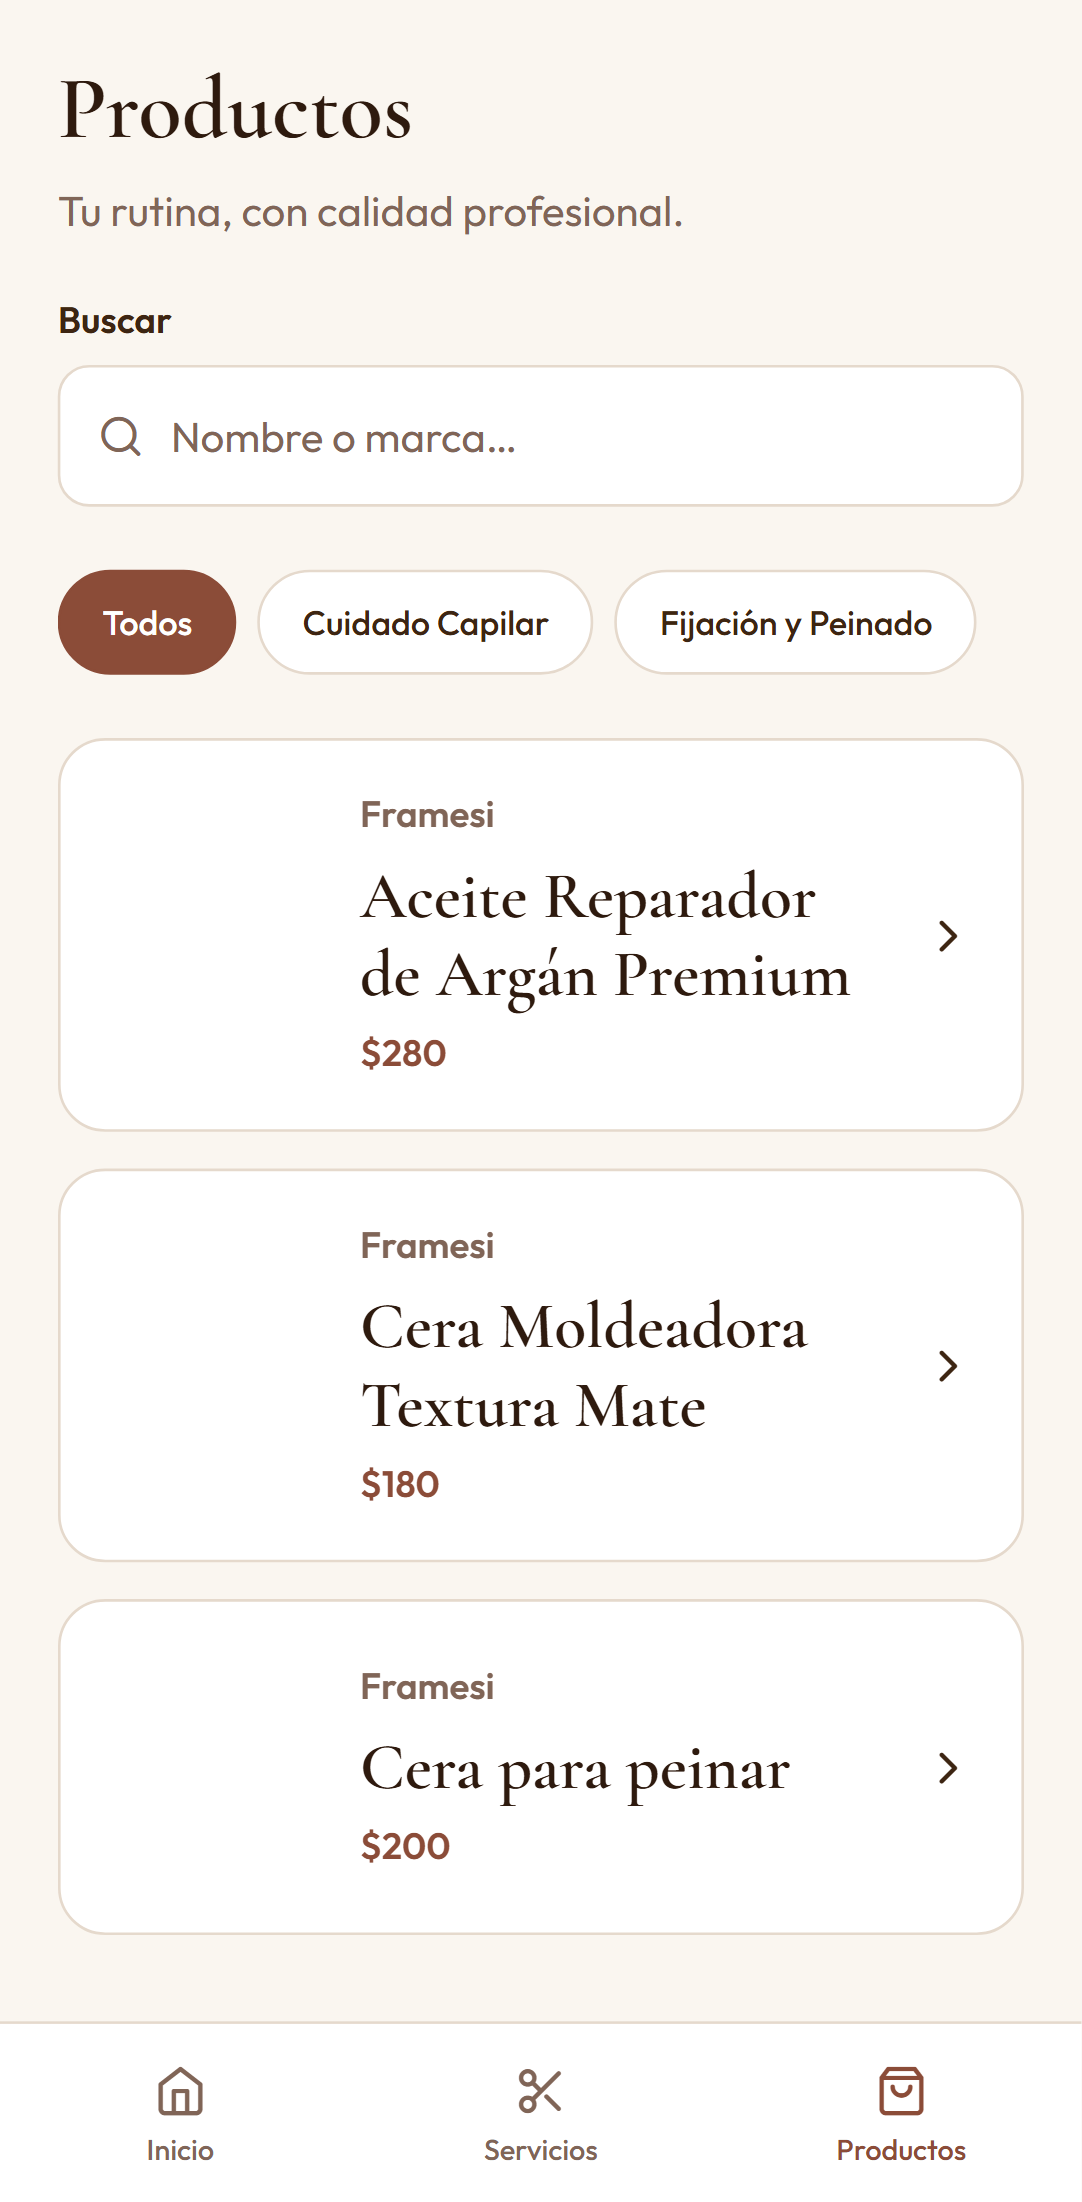 Productos
Tu rutina, con calidad profesional.
Buscar
Nombre o marca...
Todos
Cuidado Capilar
Fijación y Peinado
Framesi
Aceite Reparador
de Argán Premium
$280
Framesi
Cera Moldeadora
Textura Mate
$180
Framesi
Cera para peinar
$200
Inicio
Servicios
Productos